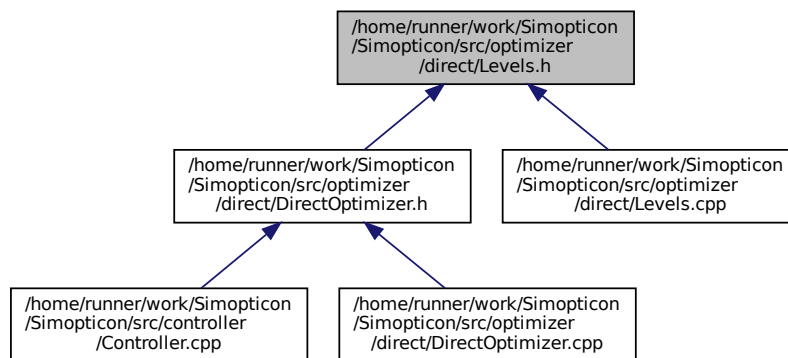 /home/runner/work/Simopticon
/Simopticon/src/optimizer
/direct/Levels.h
/home/runner/work/Simopticon
/Simopticon/src/optimizer
/direct/DirectOptimizer.h
/home/runner/work/Simopticon
/Simopticon/src/optimizer
/direct/Levels.cpp
/home/runner/work/Simopticon
/Simopticon/src/controller
/Controller.cpp
/home/runner/work/Simopticon
/Simopticon/src/optimizer
/direct/DirectOptimizer.cpp